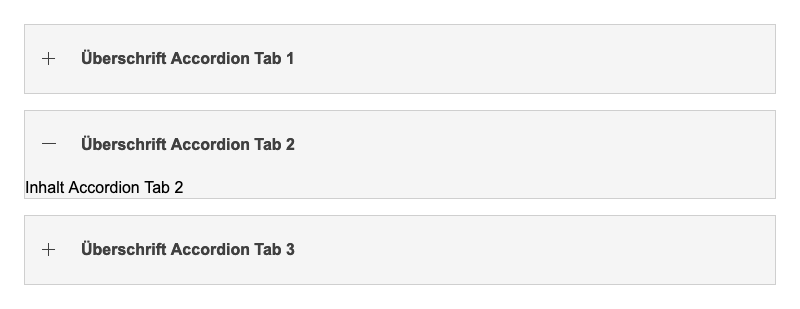 Überschrift Accordion Tab 1
Überschrift Accordion Tab 2
Inhalt Accordion Tab 2
Überschrift Accordion Tab 3